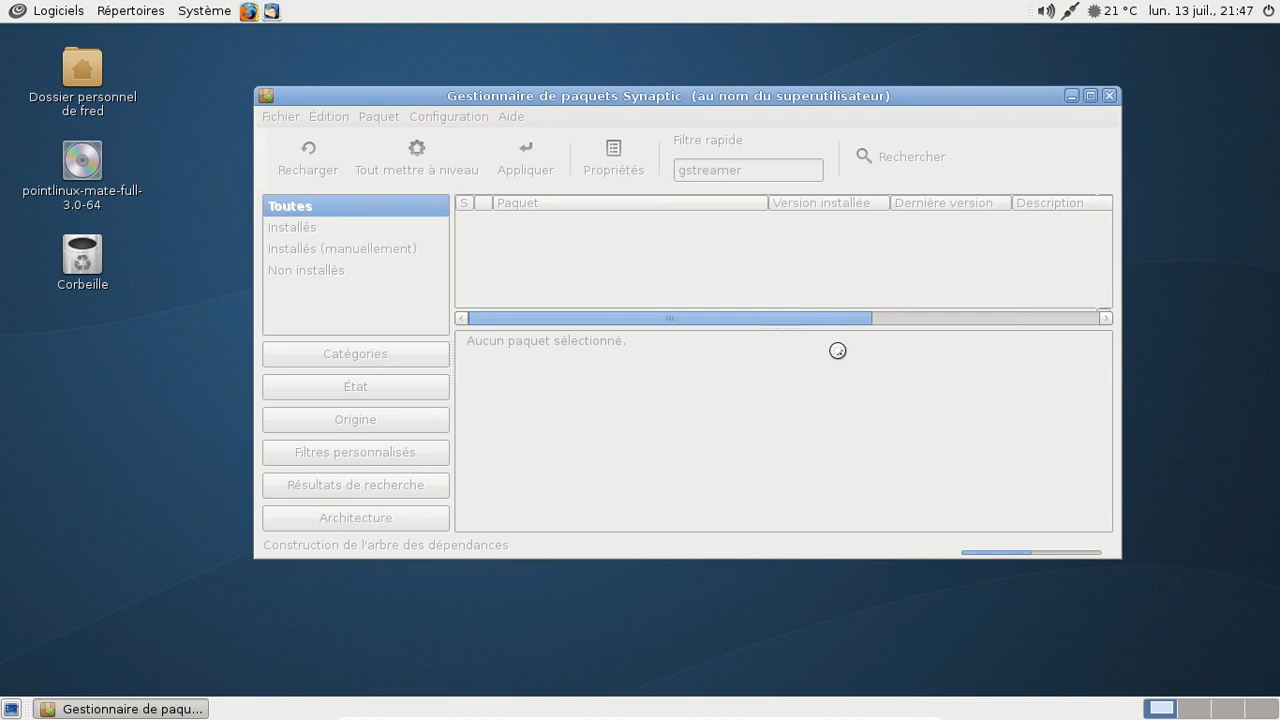 Logiciels Répertoires Système
21 °C lun. 13 juil., 21:47
Dossier personnel
de fred
pointlinux-mate-full-
3.0-64
Corbeille
Gestionnaire de paquets Synaptic (au nom du superutilisateur)
Fichier Édition Paquet Configuration Aide
Recharger Tout mettre à niveau Appliquer Propriétés
Filtre rapide
gstreamer
Rechercher
Toutes
Installés
Installés (manuellement)
Non installés
S Paquet Version installée Dernière version Description
Aucun paquet sélectionné.
Catégories
État
Origine
Filtres personnalisés
Résultats de recherche
Architecture
Construction de l'arbre des dépendances
Gestionnaire de paqu...